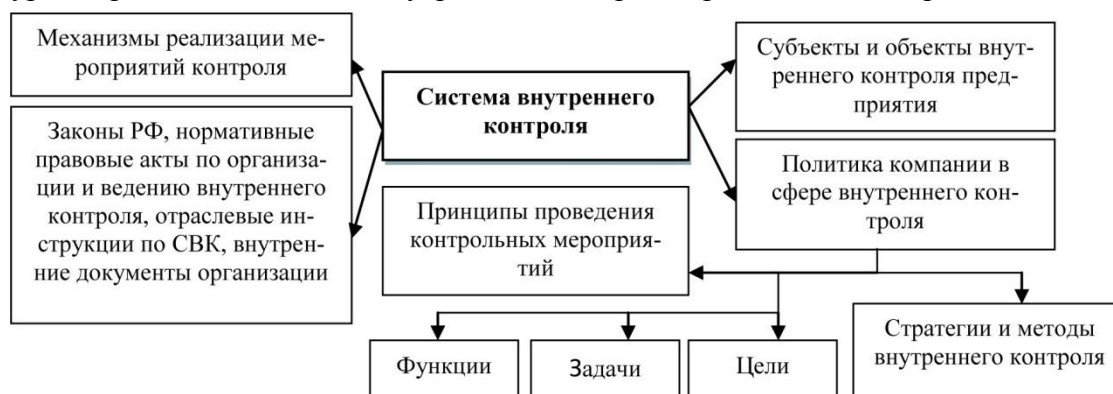 Механизмы реализации ме-
роприятий контроля
Законы РФ, нормативные
правовые акты по организа-
ции и ведению внутреннего
контроля, отраслевые ин-
струкции по СВК, внутрен-
ние документы организации
Система внутреннего
контроля
Субъекты и объекты внут-
реннего контроля пред-
приятия
Политика компании в
сфере внутреннего кон-
троля
Принципы проведения
контрольных мероприя-
тий
Функции
Задачи
Цели
Стратегии и методы
внутреннего контроля